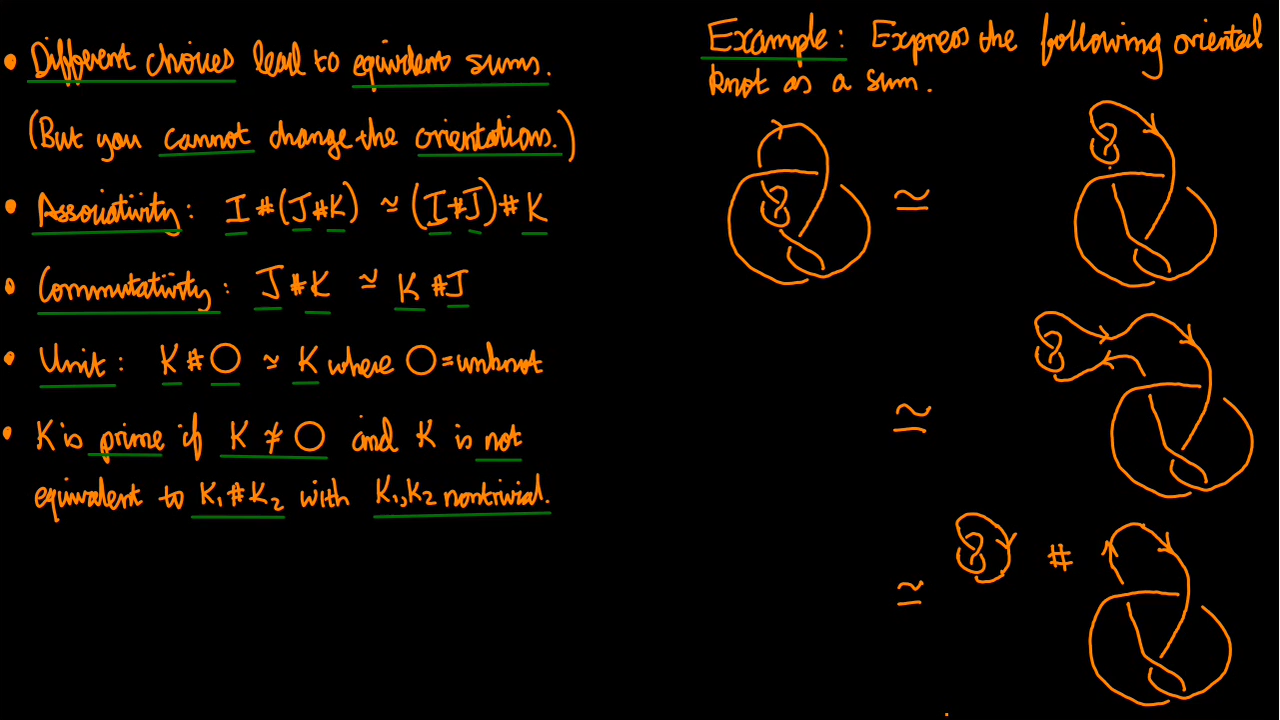 • Different choices lead to equivalent sums.
(But you cannot change the orientations.)
• Associativity: I # (J # K) ≃ (I # J) # K
• Commutativity: J # K ≃ K # J
• Unit: K # ◯ ≃ K where ◯ = unknot
• K is prime if K ≄ ◯ and K is not
equivalent to K₁ # K₂ with K₁, K₂ nontrivial.
Example: Express the following oriented
knot as a sum.
≃
≃
≃ #